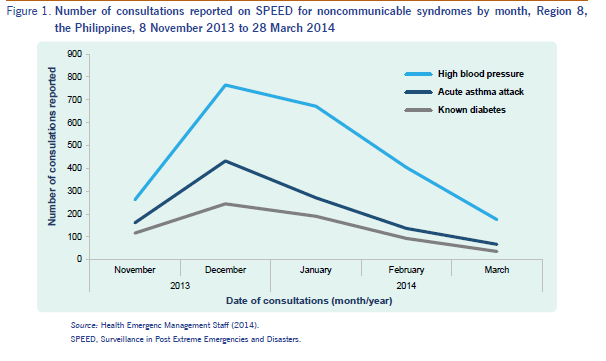 Figure 1. Number of consultations reported on SPEED for noncommunicable syndromes by month, Region 8,
the Philippines, 8 November 2013 to 28 March 2014
Number of consulations reported
900
800
700
600
500
400
300
200
100
0
High blood pressure
Acute asthma attack
Known diabetes
November
December
January
February
March
2013
2014
Date of consultations (month/year)
Source: Health Emergenc Management Staff (2014).
SPEED, Surveillance in Post Extreme Emergencies and Disasters.